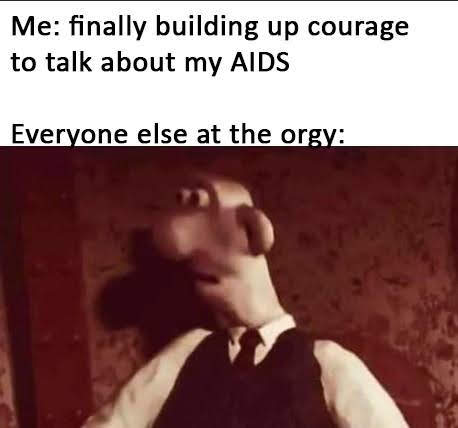 Me: finally building up courage
to talk about my AIDS
Everyone else at the orgy: